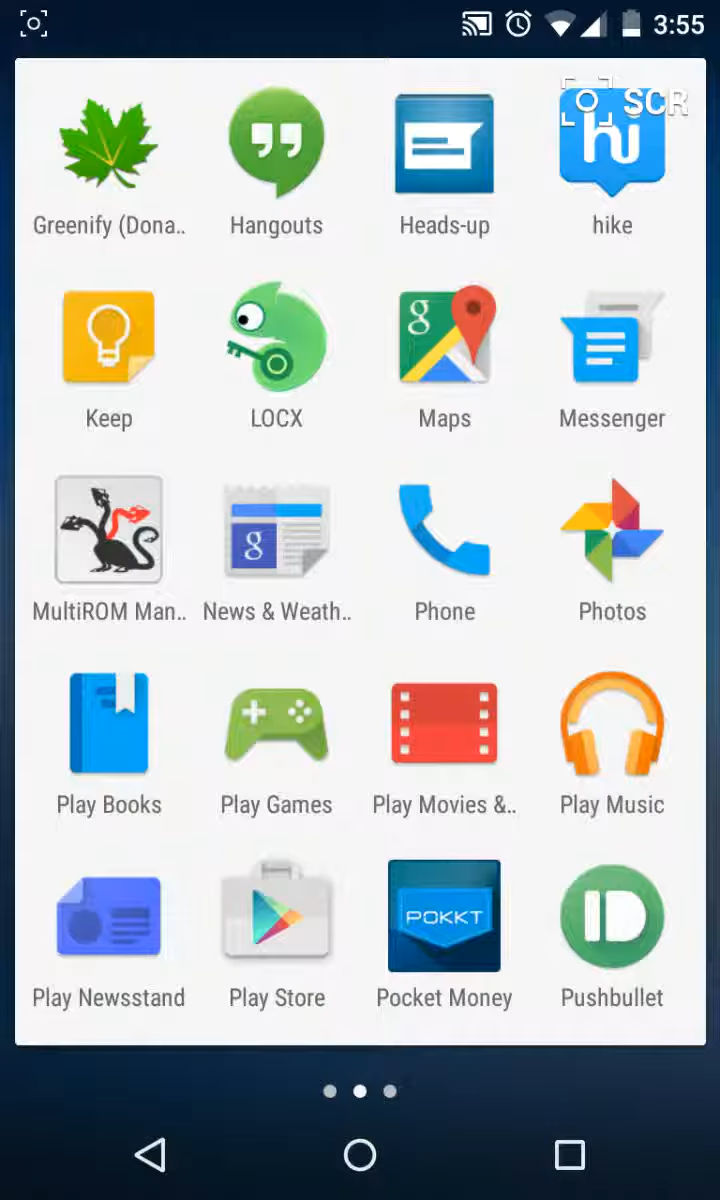 3:55
SCR
hi
Greenify (Dona..
Hangouts
Heads-up
hike
g
Keep
LOCX
Maps
Messenger
g
MultiROM Man..
News & Weath..
Phone
Photos
Play Books
Play Games
Play Movies &..
Play Music
POKKT
Play Newsstand
Play Store
Pocket Money
Pushbullet